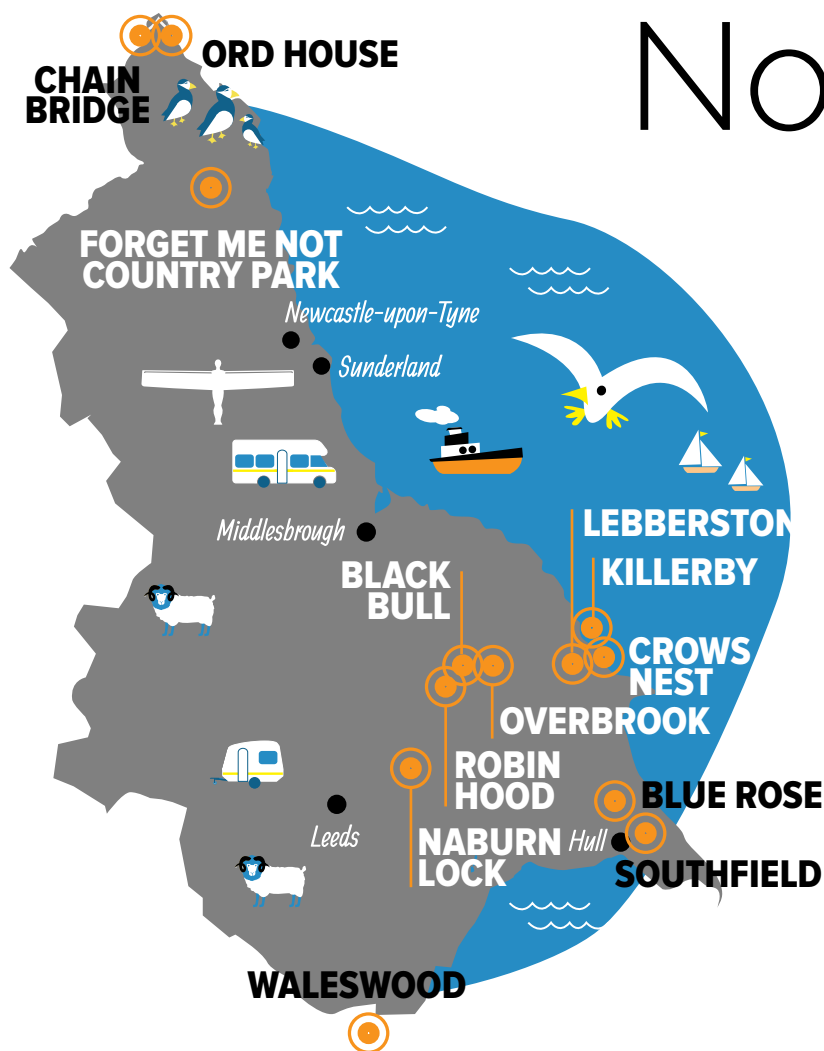 No
ORD HOUSE
CHAIN
BRIDGE
FORGET ME NOT
COUNTRY PARK
Newcastle-upon-Tyne
Sunderland
Middlesbrough
LEBBERSTON
KILLERBY
BLACK
BULL
CROWS
NEST
OVERBROOK
ROBIN
HOOD
BLUE ROSE
Leeds
NABURN
LOCK
Hull
SOUTHFIELD
WALESWOOD